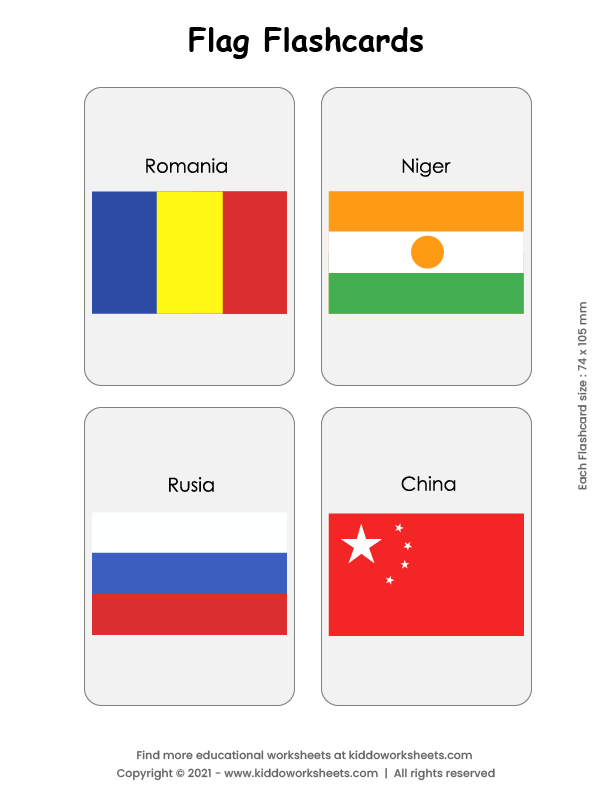 Flag Flashcards
Romania
Niger
Rusia
China
Each Flashcard size : 74 x 105 mm
Find more educational worksheets at kiddoworksheets.com
Copyright © 2021 - www.kiddoworksheets.com | All rights reserved